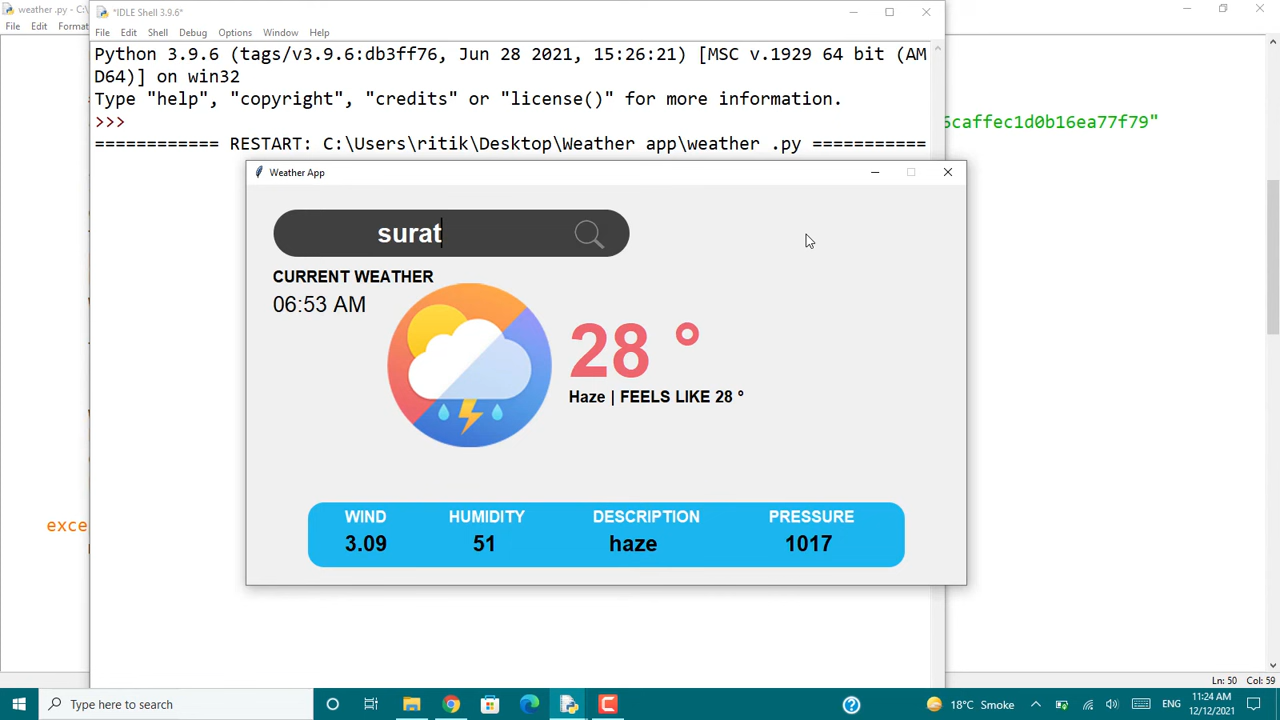 weather .py - C:\
File Edit Format
*IDLE Shell 3.9.6*
File Edit Shell Debug Options Window Help
Python 3.9.6 (tags/v3.9.6:db3ff76, Jun 28 2021, 15:26:21) [MSC v.1929 64 bit (AM
D64)] on win32
Type "help", "copyright", "credits" or "license()" for more information.
>>>
============ RESTART: C:\Users\ritik\Desktop\Weather app\weather .py ===========
caffec1d0b16ea77f79"
Weather App
surat
CURRENT WEATHER
06:53 AM
28 °
Haze | FEELS LIKE 28 °
WIND HUMIDITY DESCRIPTION PRESSURE
3.09 51 haze 1017
exce
Ln: 50 Col: 59
Type here to search
18°C Smoke
ENG
11:24 AM
12/12/2021